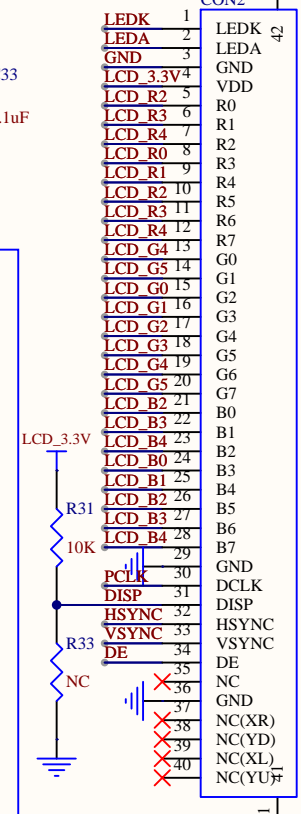 CON2
LEDK 1 LEDK
LEDA 2 LEDA
GND 3 GND
LCD_3.3V 4 VDD
LCD_R2 5 R0
LCD_R3 6 R1
LCD_R4 7 R2
LCD_R0 8 R3
LCD_R1 9 R4
LCD_R2 10 R5
LCD_R3 11 R6
LCD_R4 12 R7
LCD_G4 13 G0
LCD_G5 14 G1
LCD_G0 15 G2
LCD_G1 16 G3
LCD_G2 17 G4
LCD_G3 18 G5
LCD_G4 19 G6
LCD_G5 20 G7
LCD_B2 21 B0
LCD_B3 22 B1
LCD_B4 23 B2
LCD_B0 24 B3
LCD_B1 25 B4
LCD_B2 26 B5
LCD_B3 27 B6
LCD_B4 28 B7
29 GND
PCLK 30 DCLK
DISP 31 DISP
HSYNC 32 HSYNC
VSYNC 33 VSYNC
DE 34 DE
35 NC
36 GND
37 NC(XR)
38 NC(YD)
39 NC(XL)
40 NC(YU)
42
41
1
33
.1uF
LCD_3.3V
R31
10K
R33
NC